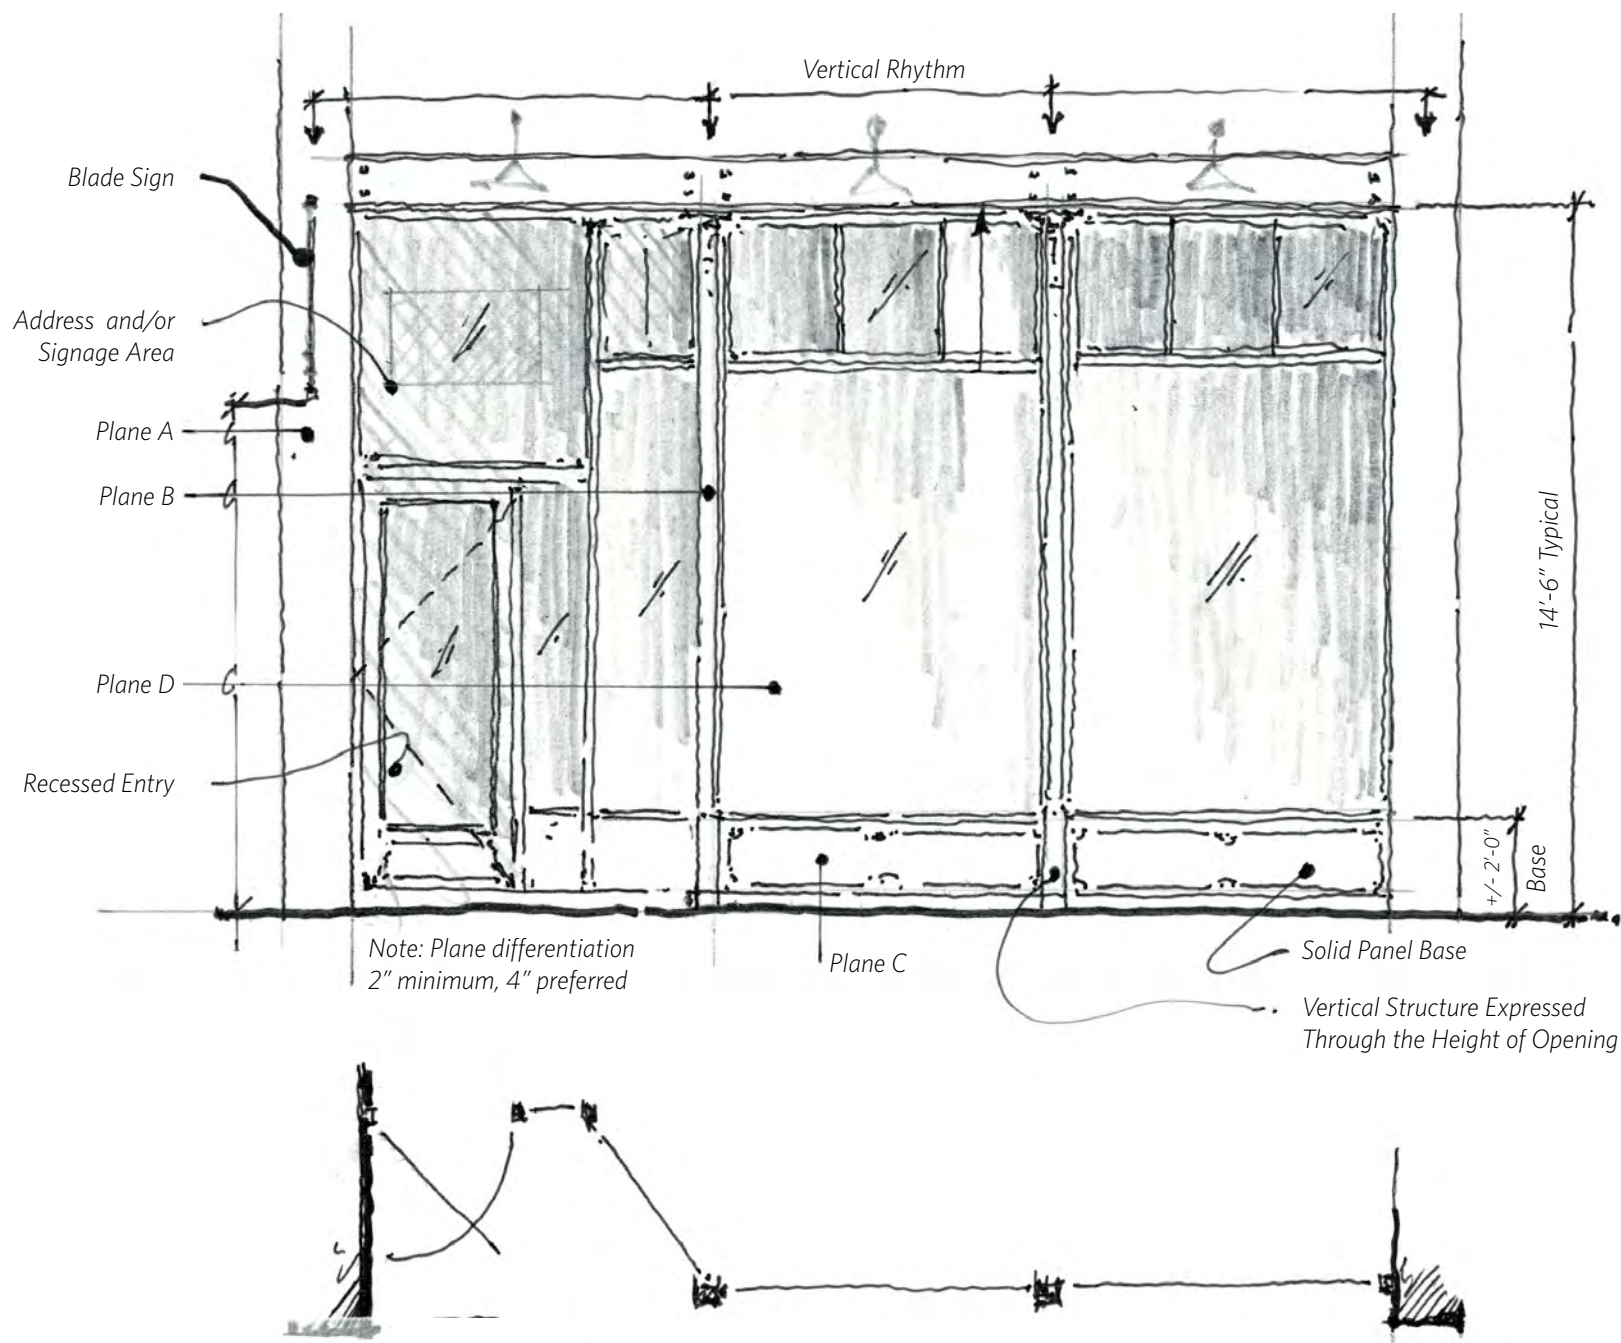 Vertical Rhythm
Blade Sign
Address and/or
Signage Area
Plane A
Plane B
14'-6" Typical
Plane D
Recessed Entry
+/- 2'-0"
Base
Note: Plane differentiation
2" minimum, 4" preferred
Plane C
Solid Panel Base
Vertical Structure Expressed
Through the Height of Opening